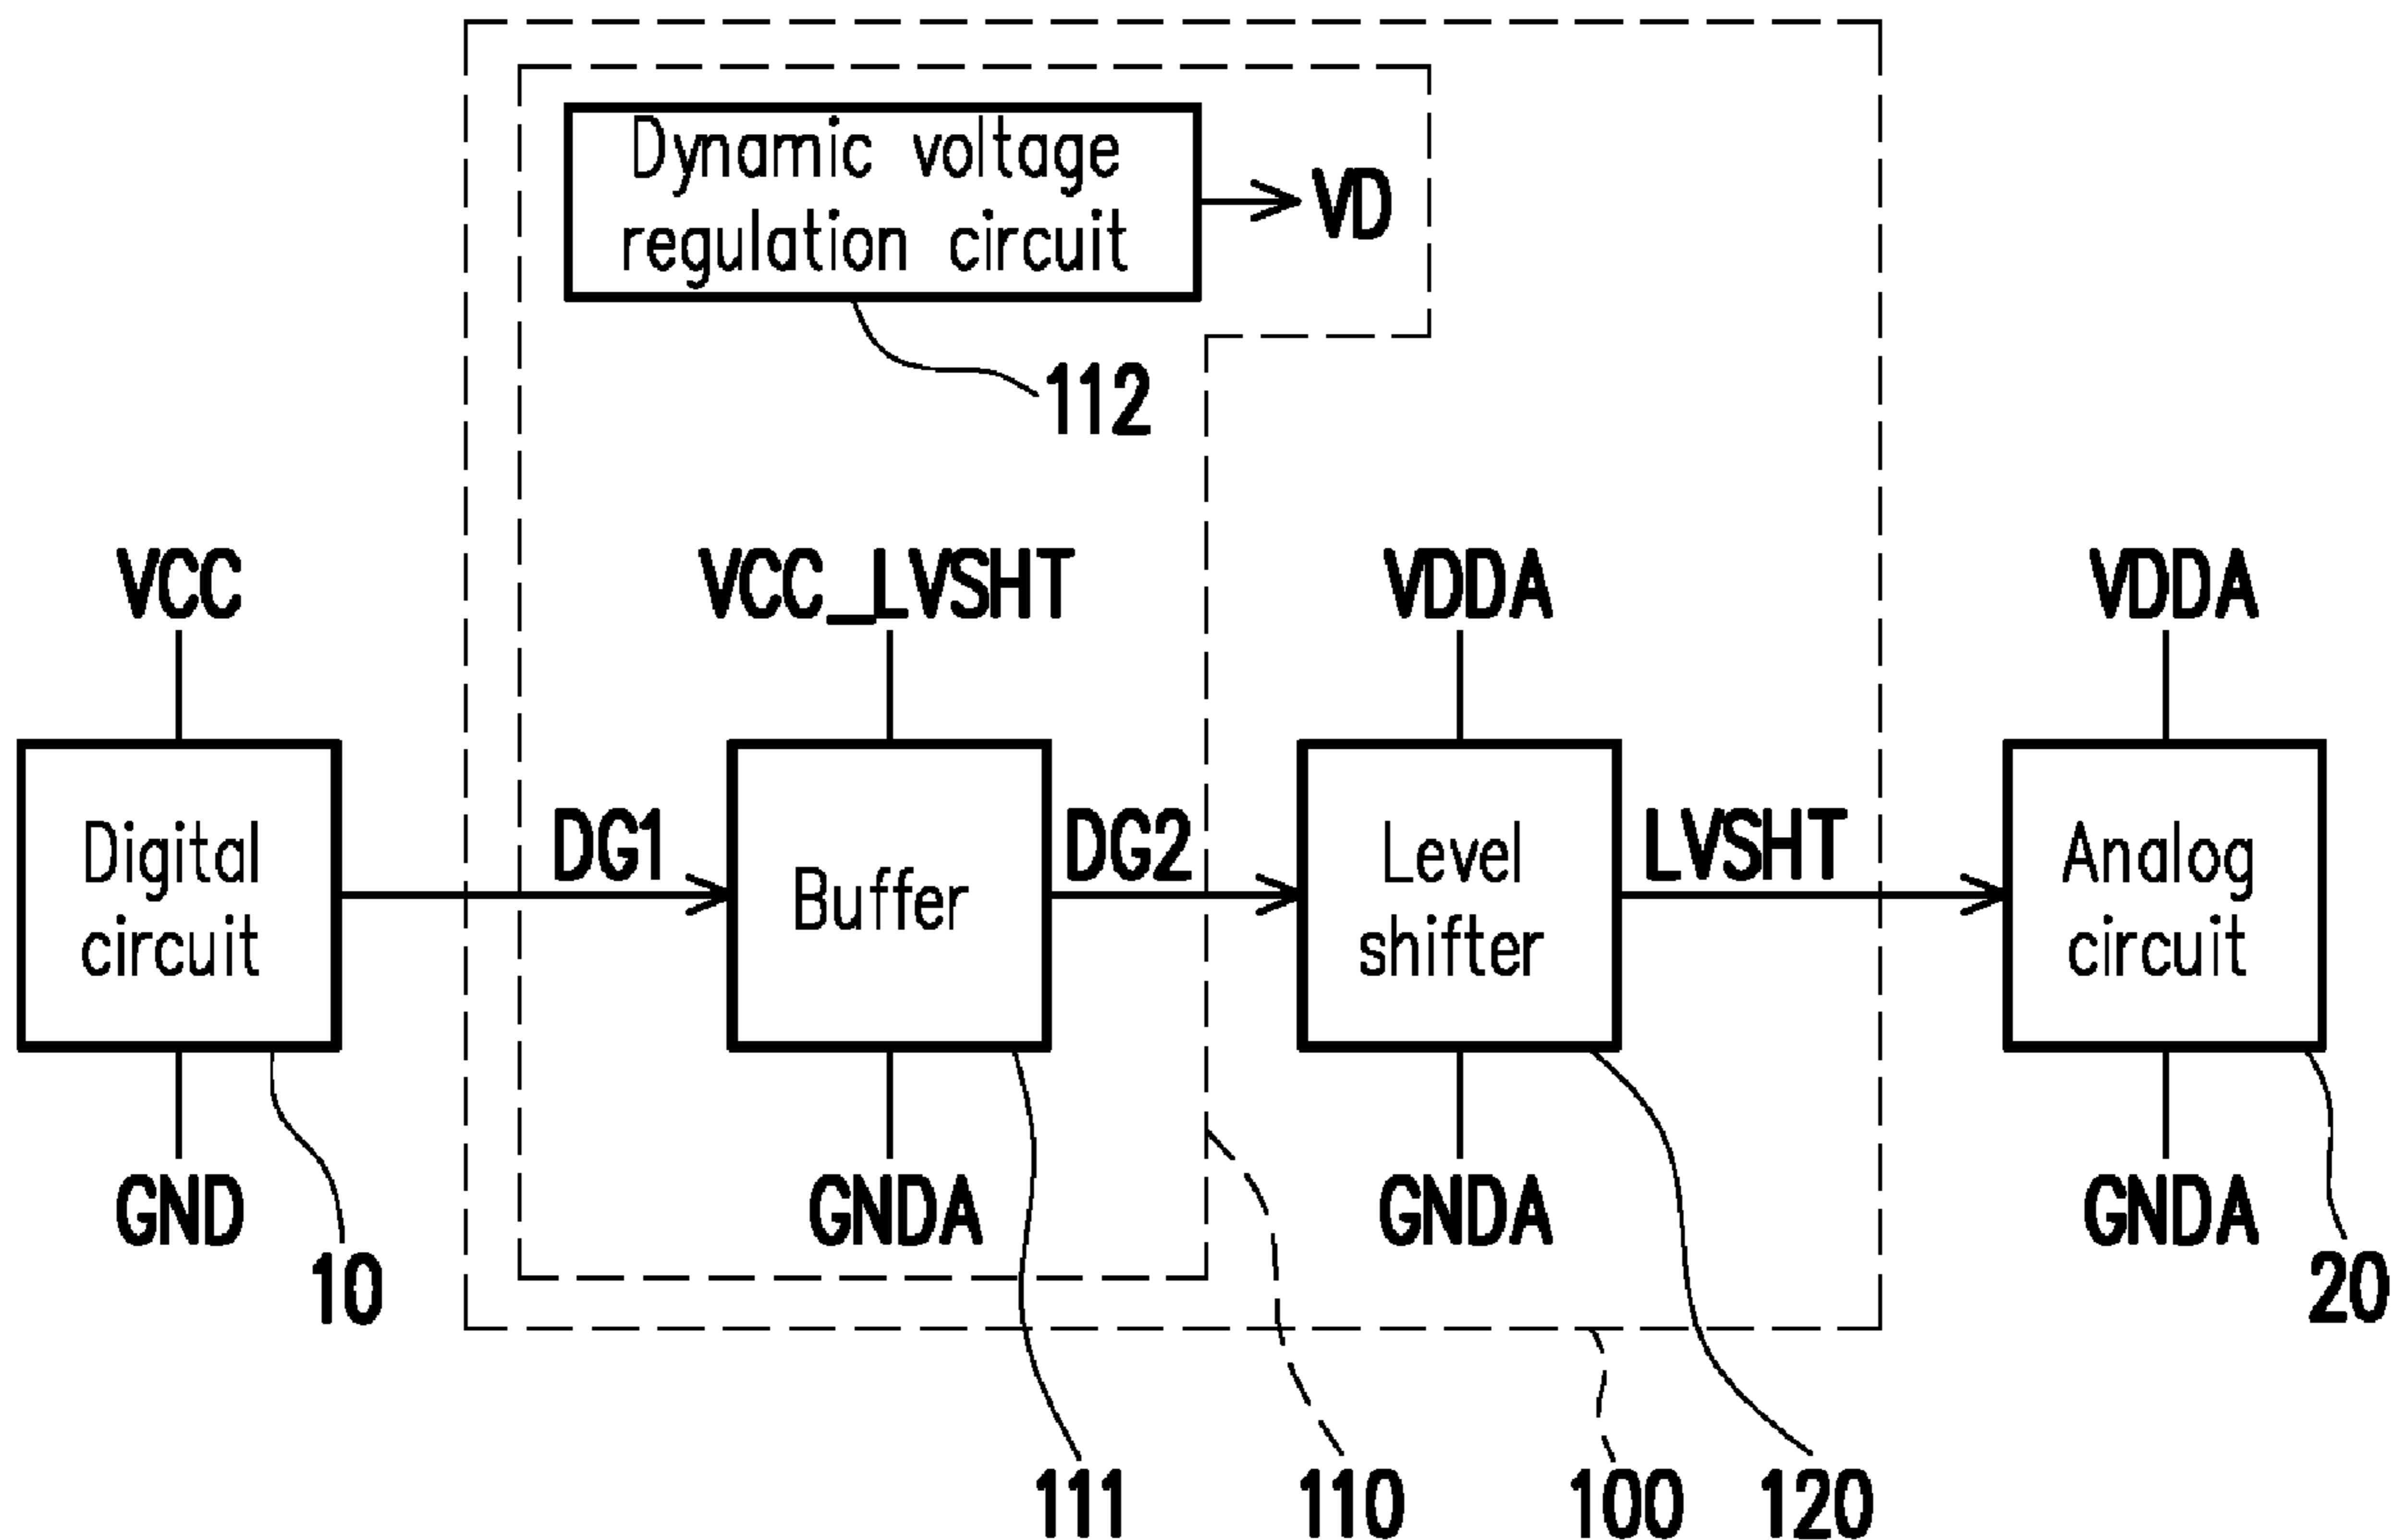 Dynamic voltage
regulation circuit
VD
112
VCC
VCC_LVSHT
VDDA
VDDA
Digital
circuit
DG1
Buffer
DG2
Level
shifter
LVSHT
Analog
circuit
GND
GNDA
GNDA
GNDA
10
20
111
110
100
120